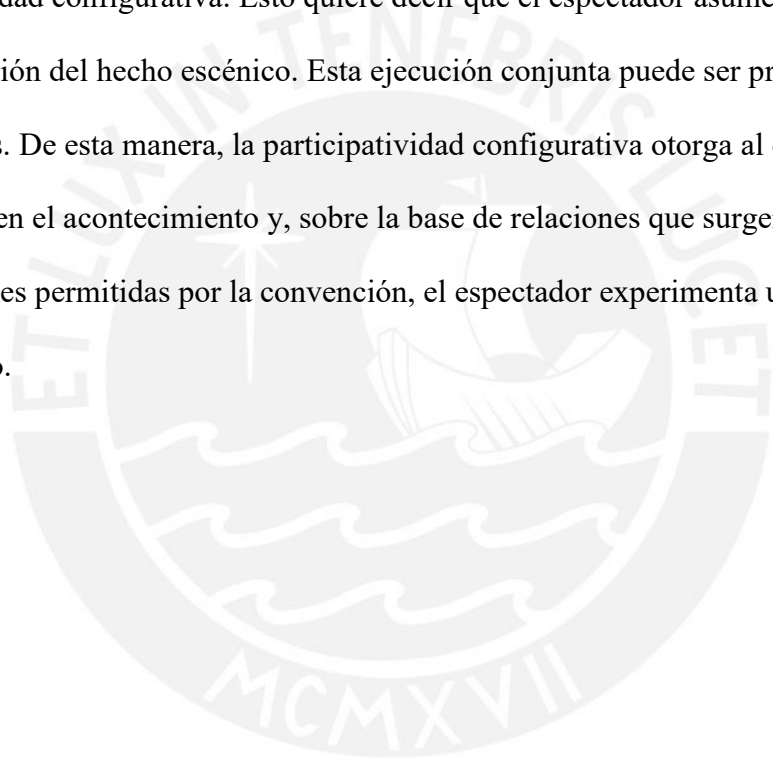 dad configurativa. Esto quiere decir que el espectador asume
ión del hecho escénico. Esta ejecución conjunta puede ser pr
s. De esta manera, la participatividad configurativa otorga al
en el acontecimiento y, sobre la base de relaciones que surge
es permitidas por la convención, el espectador experimenta u
o.
ET LUX IN TENEBRIS LUCET
MCMXVII